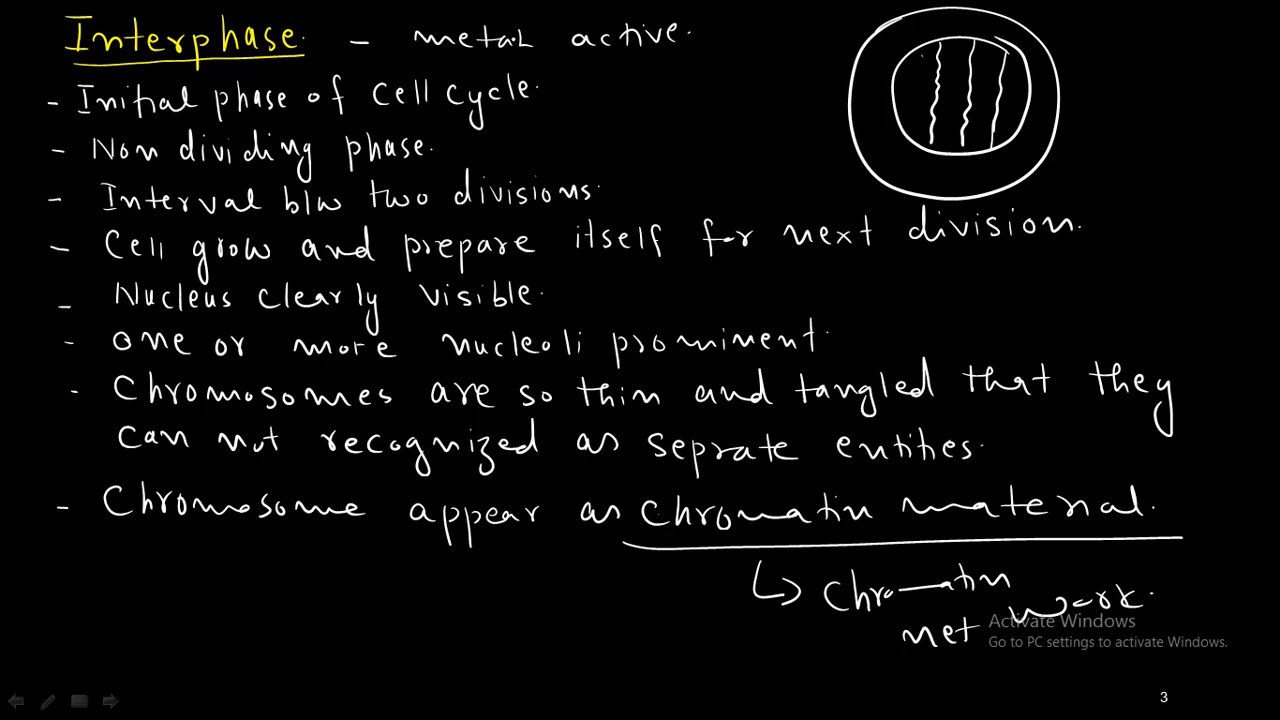 Interphase - metal active.
- Initial phase of cell cycle.
- Non dividing phase.
- Interval b/w two divisions.
- Cell grow and prepare itself for next division.
- Nucleus clearly visible.
- One or more nucleoli prominent.
- Chromosomes are so thin and tangled that they
can not recognized as seprate entities.
- Chromosome appear as chromatin material.
↳ chromatin
net work.
Activate Windows
Go to PC settings to activate Windows.
3